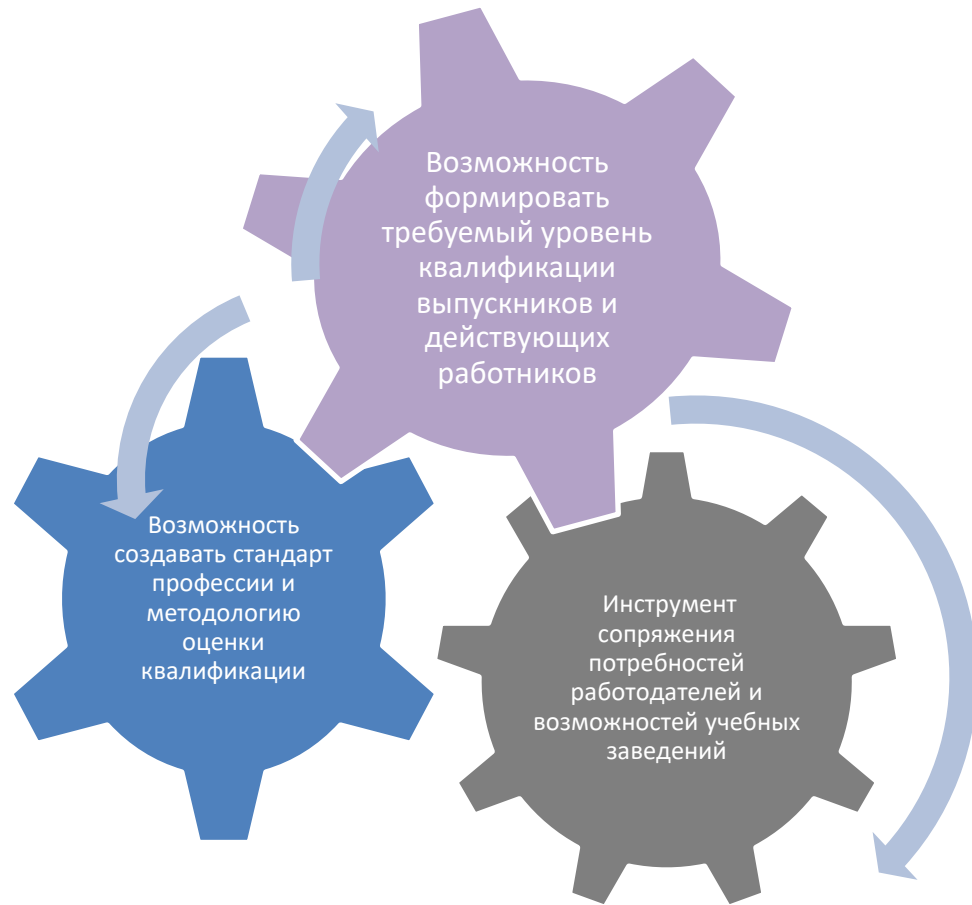 Возможность
формировать
требуемый уровень
квалификации
выпускников и
действующих
работников
Возможность
создавать стандарт
профессии и
методологию
оценки
квалификации
Инструмент
сопряжения
потребностей
работодателей и
возможностей учебных
заведений